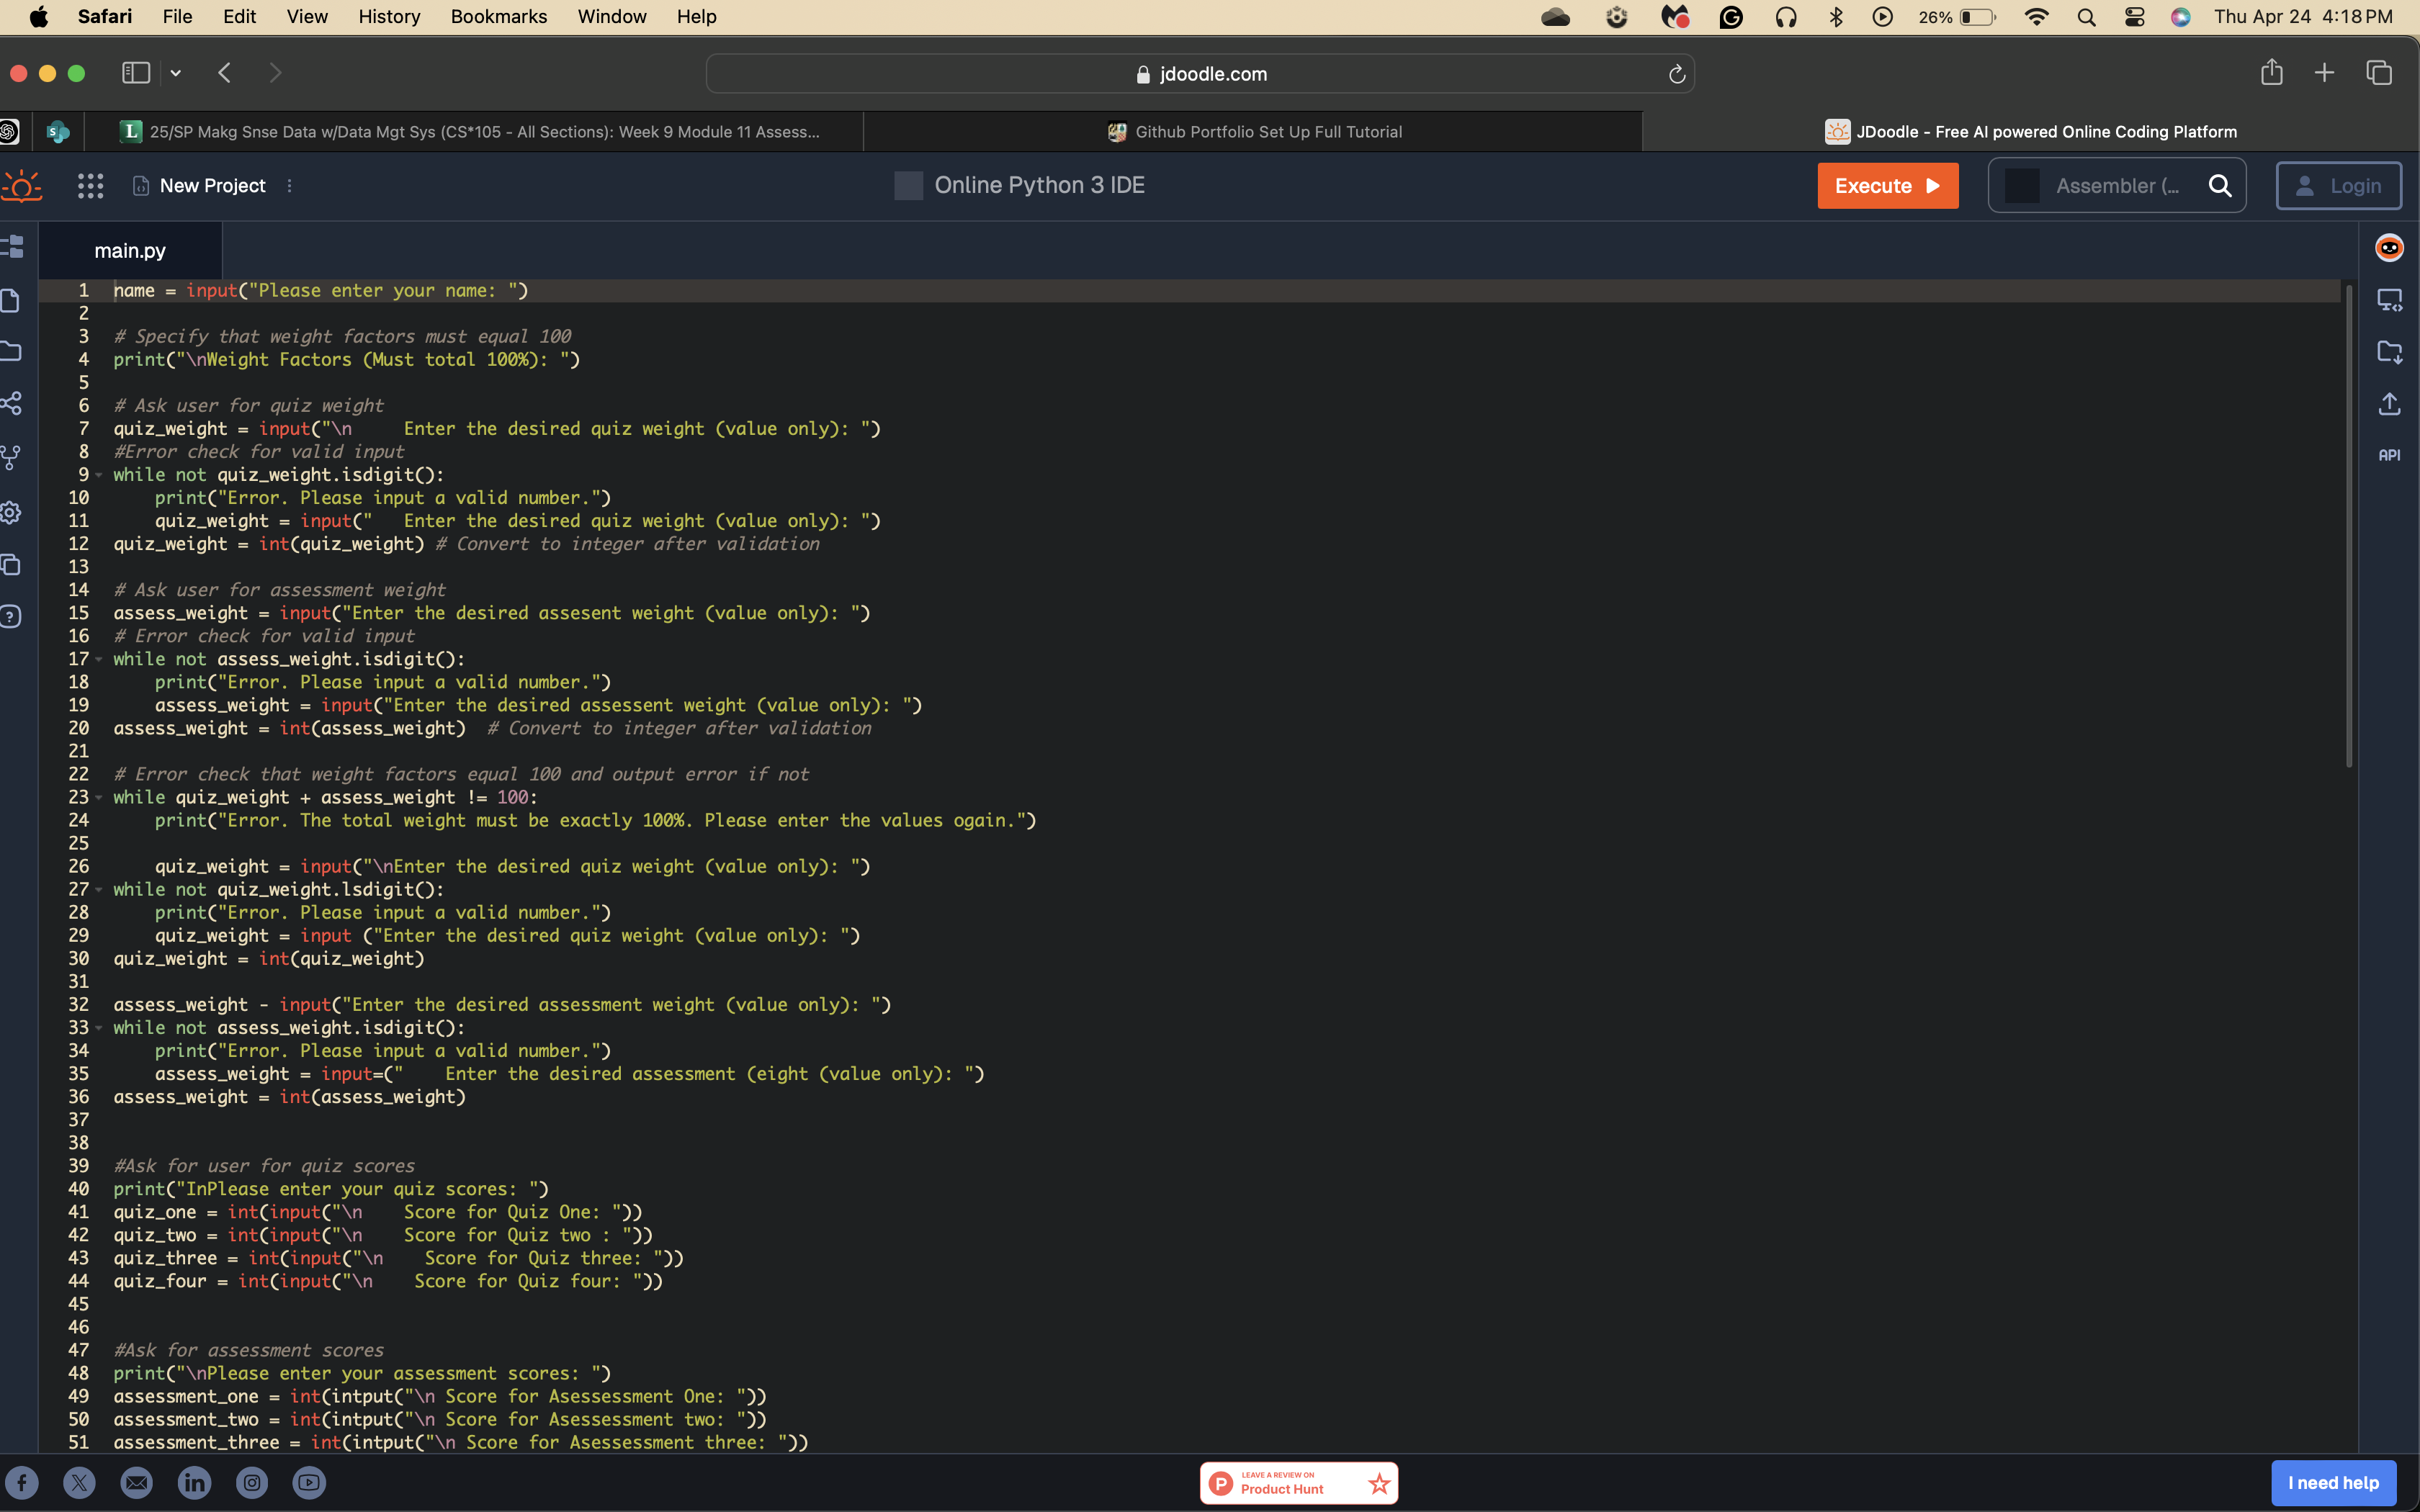 Safari File Edit View History Bookmarks Window Help 26% Thu Apr 24 4:18 PM
jdoodle.com
25/SP Makg Snse Data w/Data Mgt Sys (CS*105 - All Sections): Week 9 Module 11 Assess... Github Portfolio Set Up Full Tutorial JDoodle - Free AI powered Online Coding Platform
New Project Online Python 3 IDE Execute Assembler (... Login
main.py
1 name = input("Please enter your name: ")
2
3 # Specify that weight factors must equal 100
4 print("\nWeight Factors (Must total 100%): ")
5
6 # Ask user for quiz weight
7 quiz_weight = input("\n     Enter the desired quiz weight (value only): ")
8 #Error check for valid input
9 while not quiz_weight.isdigit():
10     print("Error. Please input a valid number.")
11     quiz_weight = input("   Enter the desired quiz weight (value only): ")
12 quiz_weight = int(quiz_weight) # Convert to integer after validation
13
14 # Ask user for assessment weight
15 assess_weight = input("Enter the desired assesent weight (value only): ")
16 # Error check for valid input
17 while not assess_weight.isdigit():
18     print("Error. Please input a valid number.")
19     assess_weight = input("Enter the desired assessent weight (value only): ")
20 assess_weight = int(assess_weight)  # Convert to integer after validation
21
22 # Error check that weight factors equal 100 and output error if not
23 while quiz_weight + assess_weight != 100:
24     print("Error. The total weight must be exactly 100%. Please enter the values ogain.")
25
26     quiz_weight = input("\nEnter the desired quiz weight (value only): ")
27 while not quiz_weight.lsdigit():
28     print("Error. Please input a valid number.")
29     quiz_weight = input ("Enter the desired quiz weight (value only): ")
30 quiz_weight = int(quiz_weight)
31
32 assess_weight - input("Enter the desired assessment weight (value only): ")
33 while not assess_weight.isdigit():
34     print("Error. Please input a valid number.")
35     assess_weight = input=("    Enter the desired assessment (eight (value only): ")
36 assess_weight = int(assess_weight)
37
38
39 #Ask for user for quiz scores
40 print("InPlease enter your quiz scores: ")
41 quiz_one = int(input("\n    Score for Quiz One: "))
42 quiz_two = int(input("\n    Score for Quiz two : "))
43 quiz_three = int(input("\n    Score for Quiz three: "))
44 quiz_four = int(input("\n    Score for Quiz four: "))
45
46
47 #Ask for assessment scores
48 print("\nPlease enter your assessment scores: ")
49 assessment_one = int(intput("\n Score for Asessessment One: "))
50 assessment_two = int(intput("\n Score for Asessessment two: "))
51 assessment_three = int(intput("\n Score for Asessessment three: "))
API
LEAVE A REVIEW ON
Product Hunt
I need help